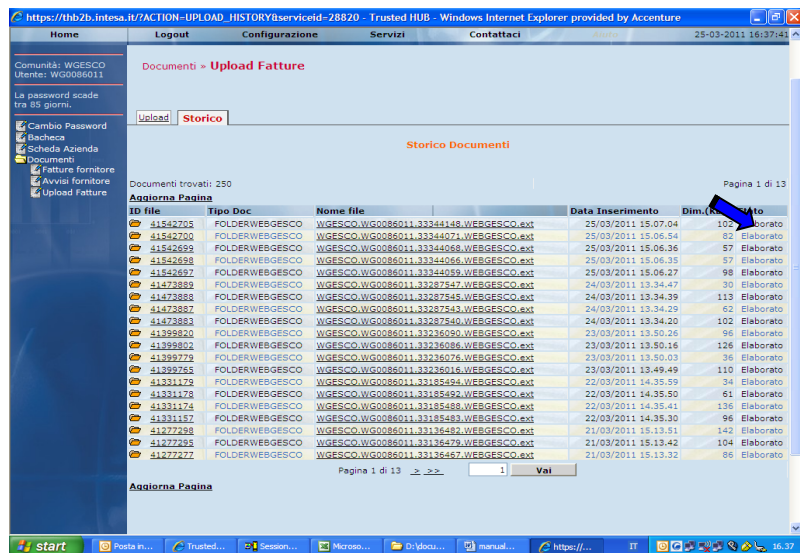 https://thb2b.intesa.it/?ACTION=UPLOAD_HISTORY&serviceid=28820 - Trusted HUB - Windows Internet Explorer provided by Accenture
Home Logout Configurazione Servizi Contattaci 25-03-2011 16:37:41
Comunità: WGESCO
Utente: WG0086011
La password scade
tra 85 giorni.
Cambio Password
Bacheca
Scheda Azienda
Documenti
Fatture fornitore
Avvisi fornitore
Upload Fatture
Documenti » Upload Fatture
Upload Storico
Storico Documenti
Documenti trovati: 250 Pagina 1 di 13
Aggiorna Pagina
ID file Tipo Doc Nome file Data Inserimento
41542705 FOLDERWEBGESCO WGESCO.WG0086011.33344148.WEBGESCO.ext 25/03/2011 15.07.04 102 Elaborato
41542700 FOLDERWEBGESCO WGESCO.WG0086011.33344071.WEBGESCO.ext 25/03/2011 15.06.54 82 Elaborato
41542699 FOLDERWEBGESCO WGESCO.WG0086011.33344068.WEBGESCO.ext 25/03/2011 15.06.36 57 Elaborato
41542698 FOLDERWEBGESCO WGESCO.WG0086011.33344066.WEBGESCO.ext 25/03/2011 15.06.35 57 Elaborato
41542697 FOLDERWEBGESCO WGESCO.WG0086011.33344059.WEBGESCO.ext 25/03/2011 15.06.27 98 Elaborato
41473889 FOLDERWEBGESCO WGESCO.WG0086011.33287547.WEBGESCO.ext 24/03/2011 13.34.47 30 Elaborato
41473888 FOLDERWEBGESCO WGESCO.WG0086011.33287545.WEBGESCO.ext 24/03/2011 13.34.39 113 Elaborato
41473887 FOLDERWEBGESCO WGESCO.WG0086011.33287543.WEBGESCO.ext 24/03/2011 13.34.29 62 Elaborato
41473883 FOLDERWEBGESCO WGESCO.WG0086011.33287540.WEBGESCO.ext 24/03/2011 13.34.20 102 Elaborato
41399820 FOLDERWEBGESCO WGESCO.WG0086011.33236090.WEBGESCO.ext 23/03/2011 13.50.26 96 Elaborato
41399802 FOLDERWEBGESCO WGESCO.WG0086011.33236086.WEBGESCO.ext 23/03/2011 13.50.16 126 Elaborato
41399779 FOLDERWEBGESCO WGESCO.WG0086011.33236076.WEBGESCO.ext 23/03/2011 13.50.03 36 Elaborato
41399765 FOLDERWEBGESCO WGESCO.WG0086011.33236016.WEBGESCO.ext 23/03/2011 13.49.49 110 Elaborato
41331179 FOLDERWEBGESCO WGESCO.WG0086011.33185494.WEBGESCO.ext 22/03/2011 14.35.59 34 Elaborato
41331178 FOLDERWEBGESCO WGESCO.WG0086011.33185492.WEBGESCO.ext 22/03/2011 14.35.50 61 Elaborato
41331174 FOLDERWEBGESCO WGESCO.WG0086011.33185488.WEBGESCO.ext 22/03/2011 14.35.41 136 Elaborato
41331157 FOLDERWEBGESCO WGESCO.WG0086011.33185483.WEBGESCO.ext 22/03/2011 14.35.30 96 Elaborato
41277298 FOLDERWEBGESCO WGESCO.WG0086011.33136482.WEBGESCO.ext 21/03/2011 15.13.51 142 Elaborato
41277295 FOLDERWEBGESCO WGESCO.WG0086011.33136479.WEBGESCO.ext 21/03/2011 15.13.42 104 Elaborato
41277277 FOLDERWEBGESCO WGESCO.WG0086011.33136467.WEBGESCO.ext 21/03/2011 15.13.32 86 Elaborato
Pagina 1 di 13 > >> 1 Vai
Aggiorna Pagina
start Posta in... Trusted... Session... Microso... D:\docu... manual... https://... IT 16.37